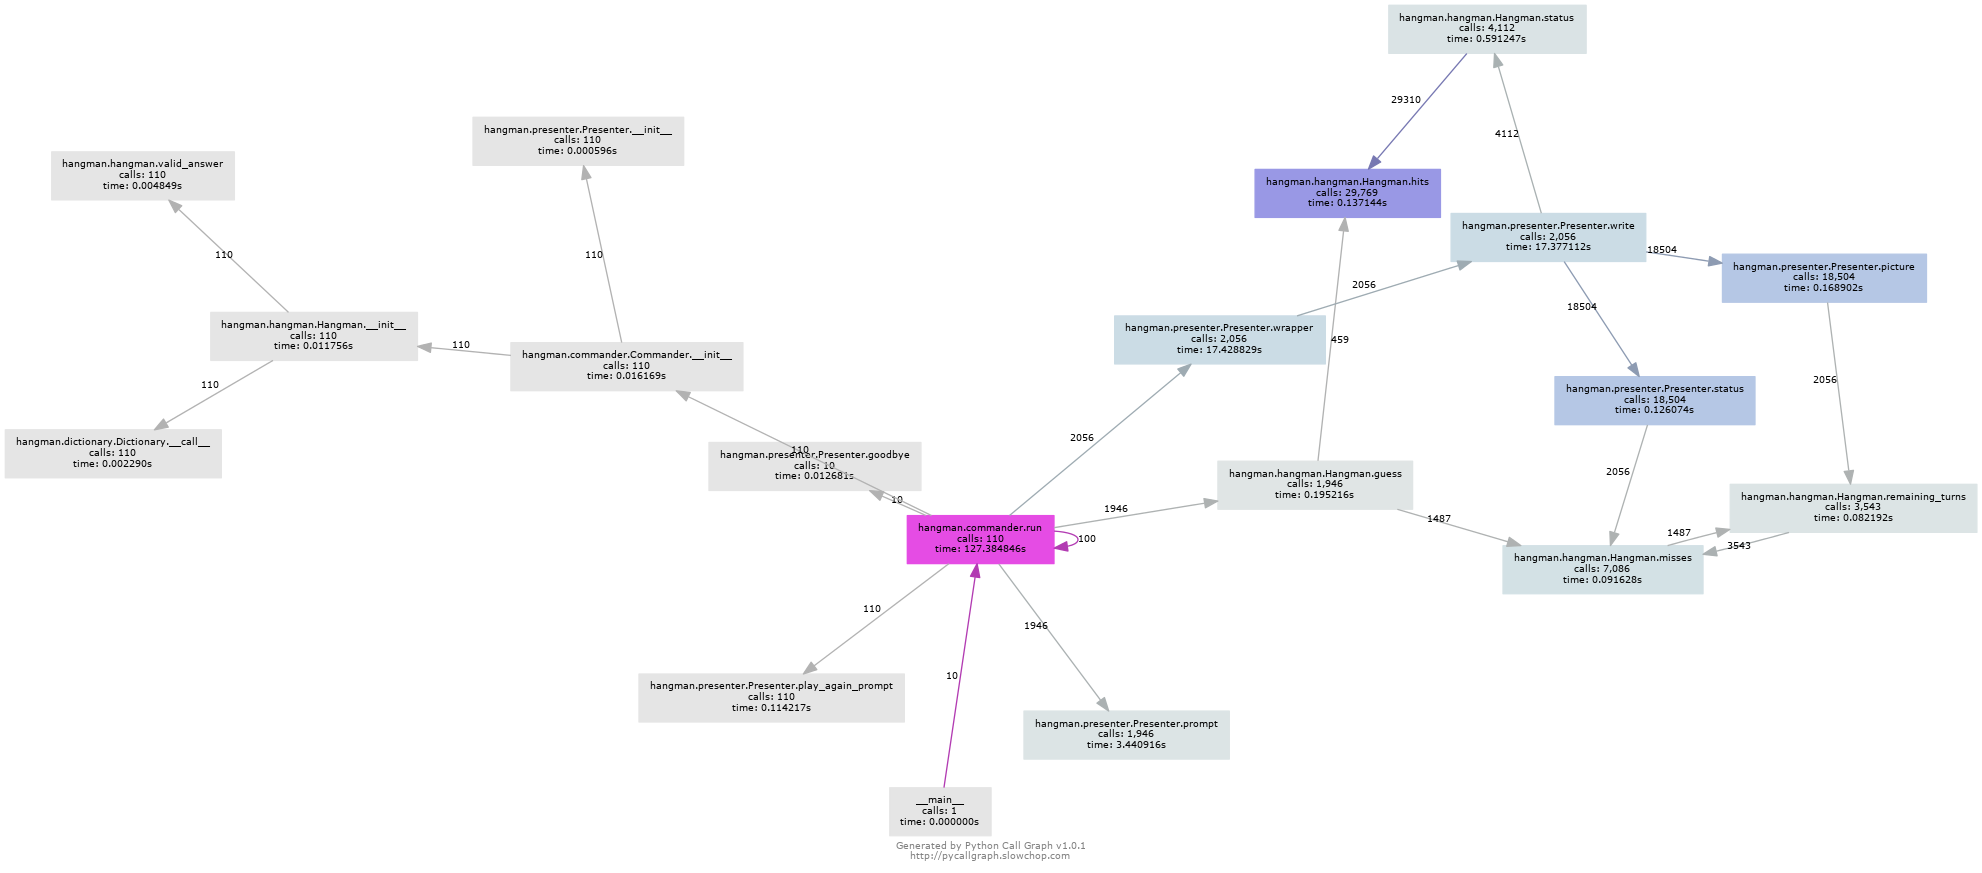 hangman.hangman.Hangman.status
calls: 4,112
time: 0.591247s
29310
4112
hangman.presenter.Presenter.__init__
calls: 110
time: 0.000596s
hangman.hangman.valid_answer
calls: 110
time: 0.004849s
hangman.hangman.Hangman.hits
calls: 29,769
time: 0.137144s
hangman.presenter.Presenter.write
calls: 2,056
time: 17.377112s
110
110
18504
hangman.presenter.Presenter.picture
calls: 18,504
time: 0.168902s
2056
18504
hangman.hangman.Hangman.__init__
calls: 110
time: 0.011756s
110
hangman.commander.Commander.__init__
calls: 110
time: 0.016169s
hangman.presenter.Presenter.wrapper
calls: 2,056
time: 17.428829s
459
110
2056
hangman.presenter.Presenter.status
calls: 18,504
time: 0.126074s
hangman.dictionary.Dictionary.__call__
calls: 110
time: 0.002290s
2056
110
hangman.presenter.Presenter.goodbye
calls: 10
time: 0.012681s
10
2056
hangman.hangman.Hangman.guess
calls: 1,946
time: 0.195216s
hangman.hangman.Hangman.remaining_turns
calls: 3,543
time: 0.082192s
1946
1487
hangman.commander.run
calls: 110
time: 127.384846s
100
1487
3543
hangman.hangman.Hangman.misses
calls: 7,086
time: 0.091628s
110
1946
10
hangman.presenter.Presenter.play_again_prompt
calls: 110
time: 0.114217s
hangman.presenter.Presenter.prompt
calls: 1,946
time: 3.440916s
__main__
calls: 1
time: 0.000000s
Generated by Python Call Graph v1.0.1
http://pycallgraph.slowchop.com